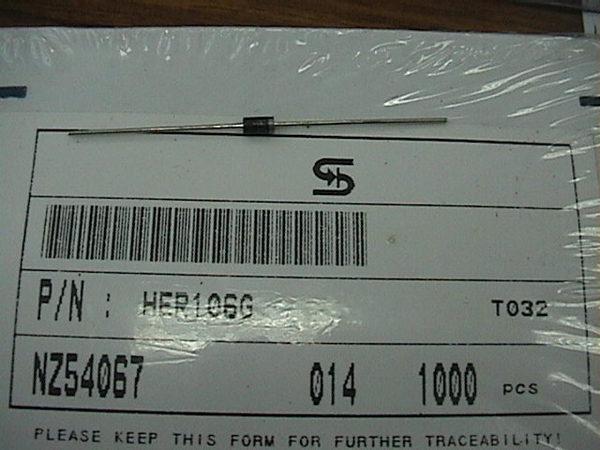 P/N : HER106G T032
NZ54067 014 1000 PCS
PLEASE KEEP THIS FORM FOR FURTHER TRACEABILITY!